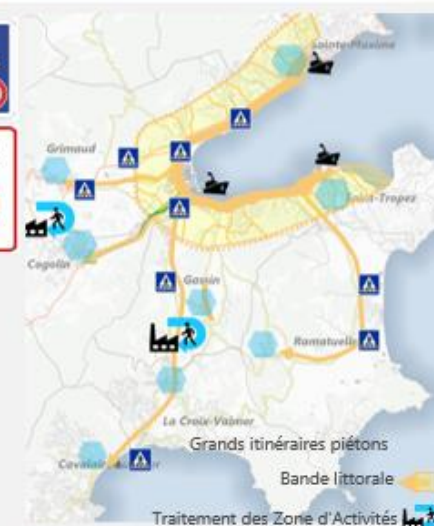 Sainte-Maxime
Grimaud
Saint-Tropez
Cogolin
Gassin
Ramatuelle
La Croix-Valmer
Cavalaire
Grands itinéraires piétons
Bande littorale
Traitement des Zone d'Activités